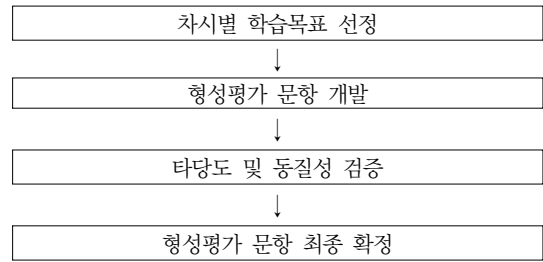 차시별 학습목표 선정
↓
형성평가 문항 개발
↓
타당도 및 동질성 검증
↓
형성평가 문항 최종 확정